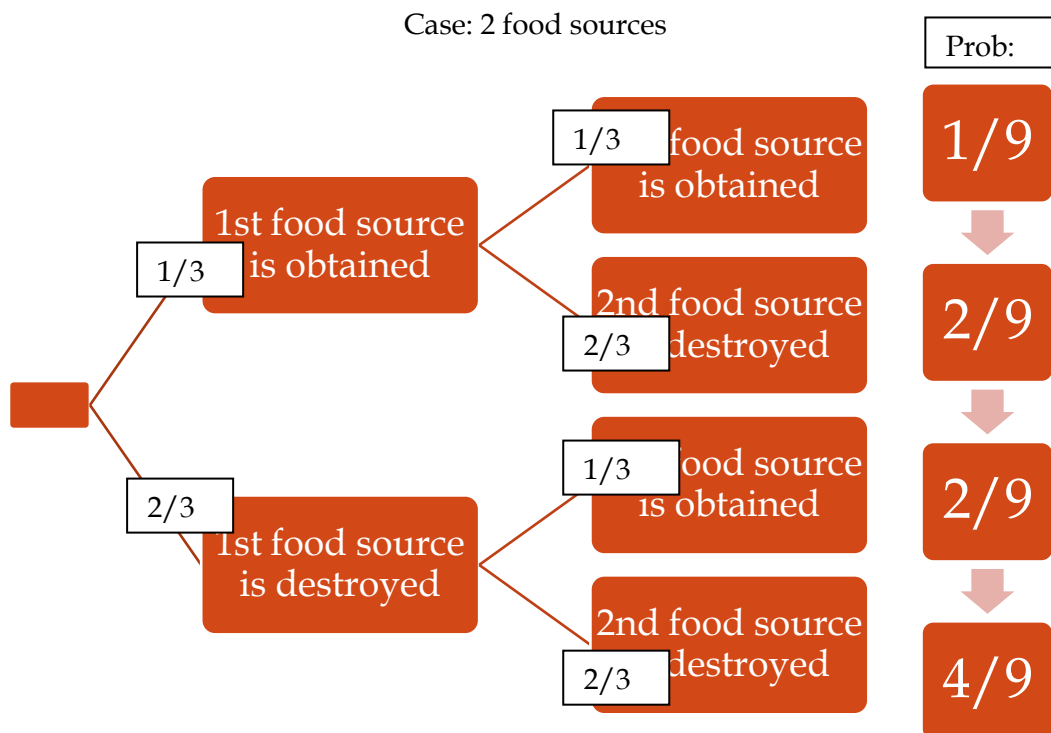 Case: 2 food sources
Prob:
1/3
food source
is obtained
1/9
1st food source
is obtained
1/3
2nd food source
destroyed
2/3
2/9
1/3
food source
is obtained
2/9
2/3
1st food source
is destroyed
2nd food source
destroyed
2/3
4/9